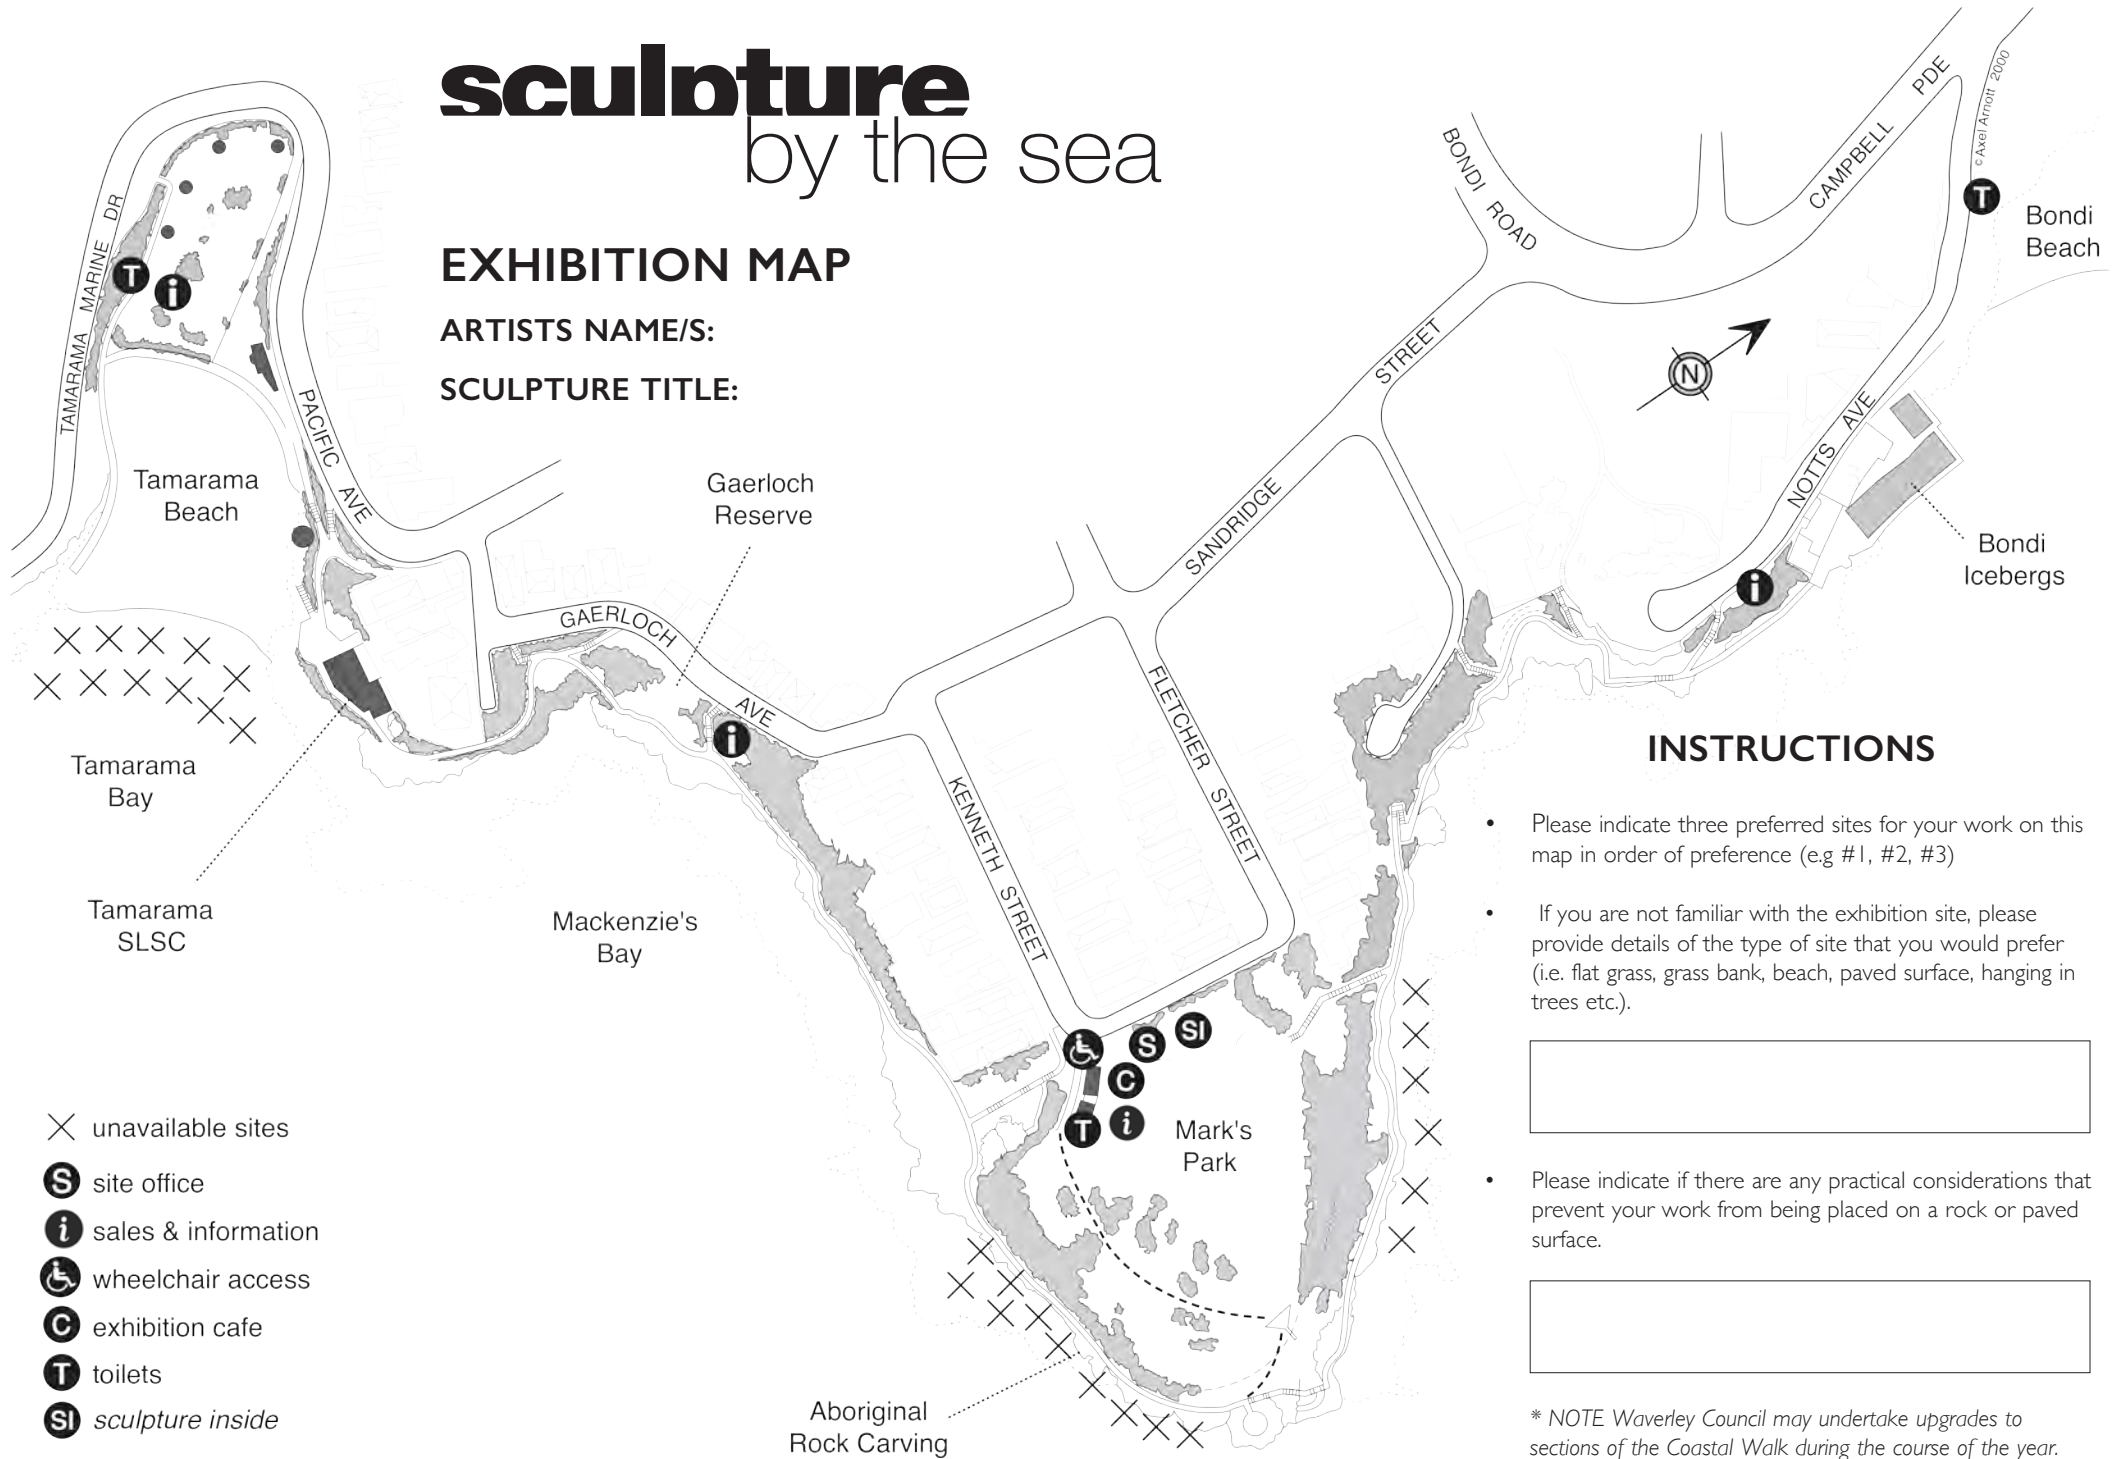 sculpture
by the sea
EXHIBITION MAP
ARTISTS NAME/S:
SCULPTURE TITLE:
TAMARAMA MARINE DR
T
i
PACIFIC AVE
Tamarama
Beach
Gaerloch
Reserve
GAERLOCH AVE
i
Tamarama
Bay
Tamarama
SLSC
Mackenzie's
Bay
BONDI ROAD
CAMPBELL PDE
© Axel Arnott 2000
T
Bondi
Beach
N
SANDRIDGE STREET
NOTTS AVE
i
Bondi
Icebergs
FLETCHER STREET
KENNETH STREET
S
SI
C
T
i
Mark's
Park
Aboriginal
Rock Carving
unavailable sites
S site office
i sales & information
wheelchair access
C exhibition cafe
T toilets
SI sculpture inside
INSTRUCTIONS
• Please indicate three preferred sites for your work on this
map in order of preference (e.g #1, #2, #3)
• If you are not familiar with the exhibition site, please
provide details of the type of site that you would prefer
(i.e. flat grass, grass bank, beach, paved surface, hanging in
trees etc.).
• Please indicate if there are any practical considerations that
prevent your work from being placed on a rock or paved
surface.
* NOTE Waverley Council may undertake upgrades to
sections of the Coastal Walk during the course of the year.